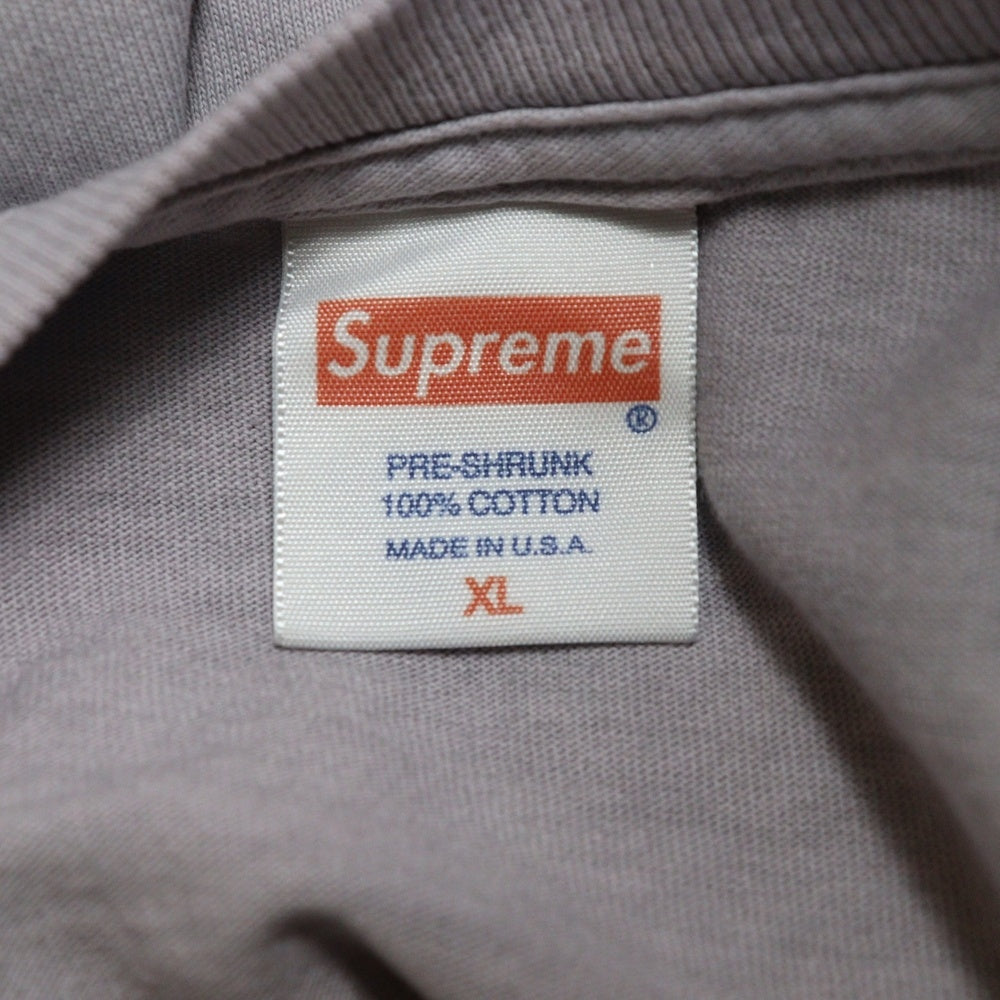 Supreme
®
PRE-SHRUNK
100% COTTON
MADE IN U.S.A.
XL